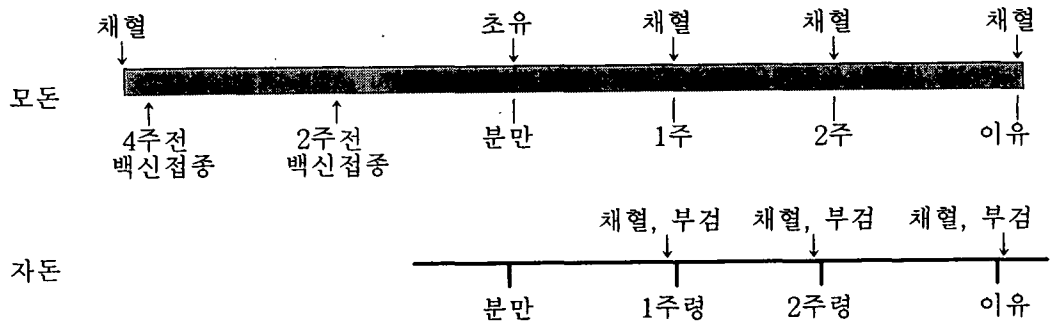 채혈 초유 채혈 채혈 채혈
모돈
4주전 2주전 분만 1주 2주 이유
백신접종 백신접종
채혈, 부검 채혈, 부검 채혈, 부검
자돈
분만 1주령 2주령 이유